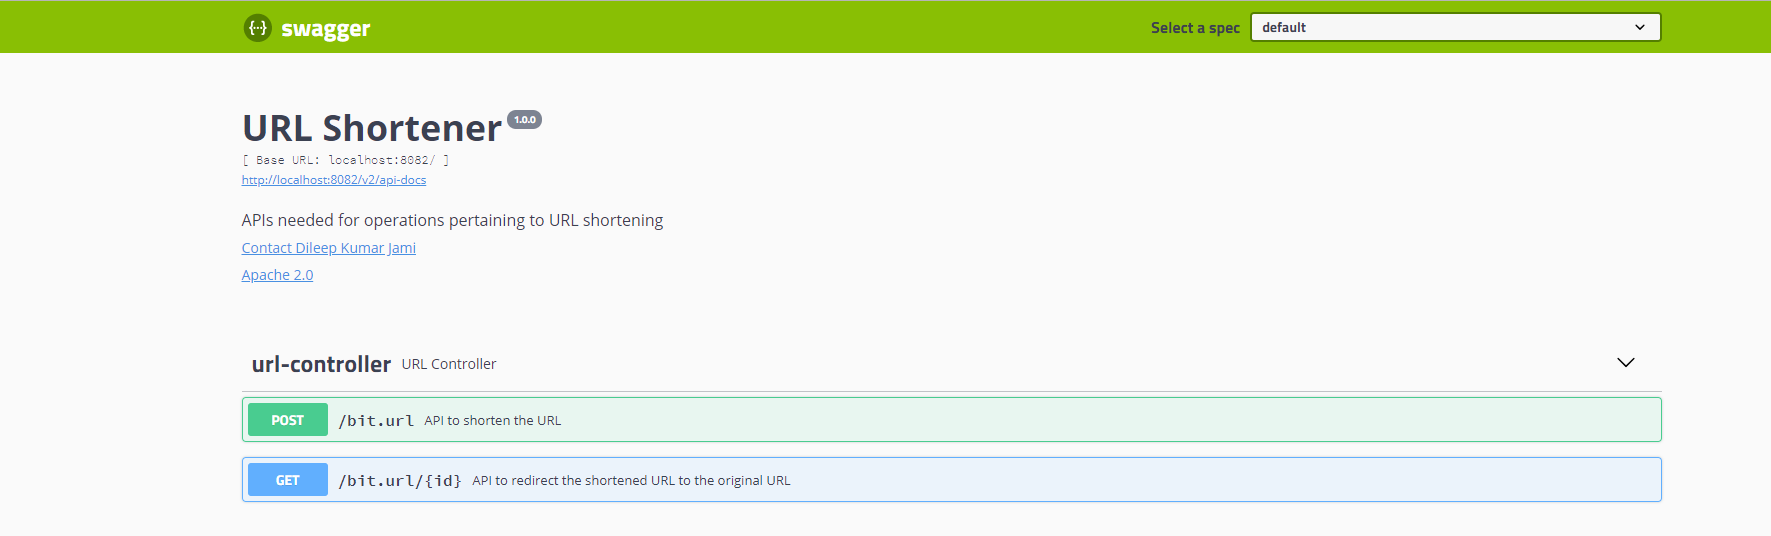 {··} swagger
Select a spec default
URL Shortener 1.0.0
[ Base URL: localhost:8082/ ]
http://localhost:8082/v2/api-docs
APIs needed for operations pertaining to URL shortening
Contact Dileep Kumar Jami
Apache 2.0
url-controller URL Controller
POST /bit.url API to shorten the URL
GET /bit.url/{id} API to redirect the shortened URL to the original URL